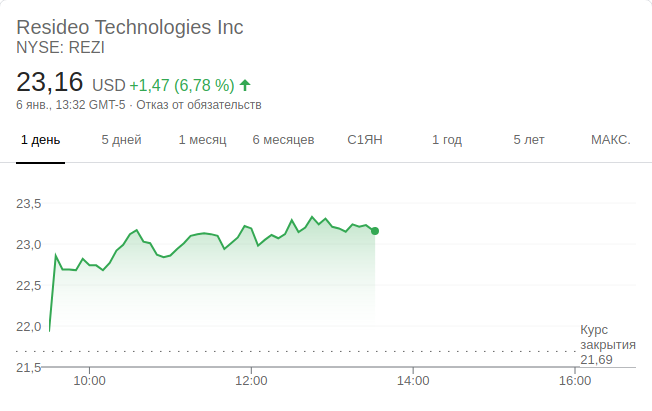 Resideo Technologies Inc
NYSE: REZI
23,16 USD +1,47 (6,78 %)
6 янв., 13:32 GMT-5 · Отказ от обязательств
1 день 5 дней 1 месяц 6 месяцев С1ЯН 1 год 5 лет МАКС.
23,5
23,0
22,5
22,0
Курс
закрытия
21,69
21,5
10:00 12:00 14:00 16:00